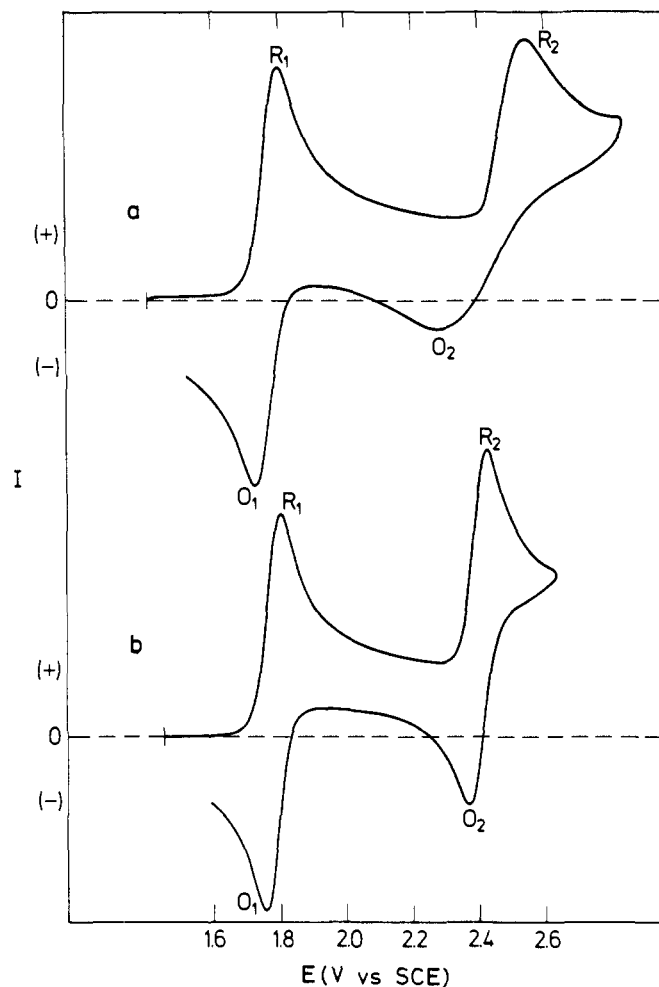 R₁
R₂
a
(+)
0
(-)
O₂
O₁
R₁
R₂
I
b
(+)
0
(-)
O₂
O₁
1.6 1.8 2.0 2.2 2.4 2.6
E (V vs SCE)